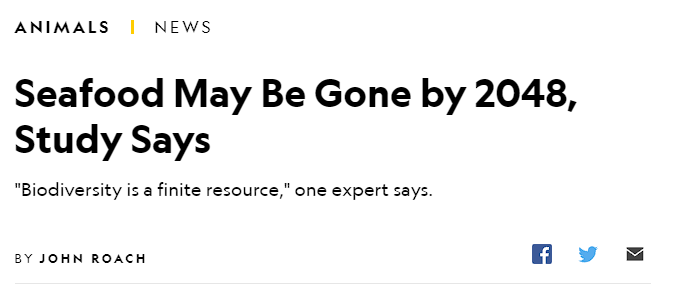 ANIMALS | NEWS
Seafood May Be Gone by 2048,
Study Says
"Biodiversity is a finite resource," one expert says.
BY JOHN ROACH